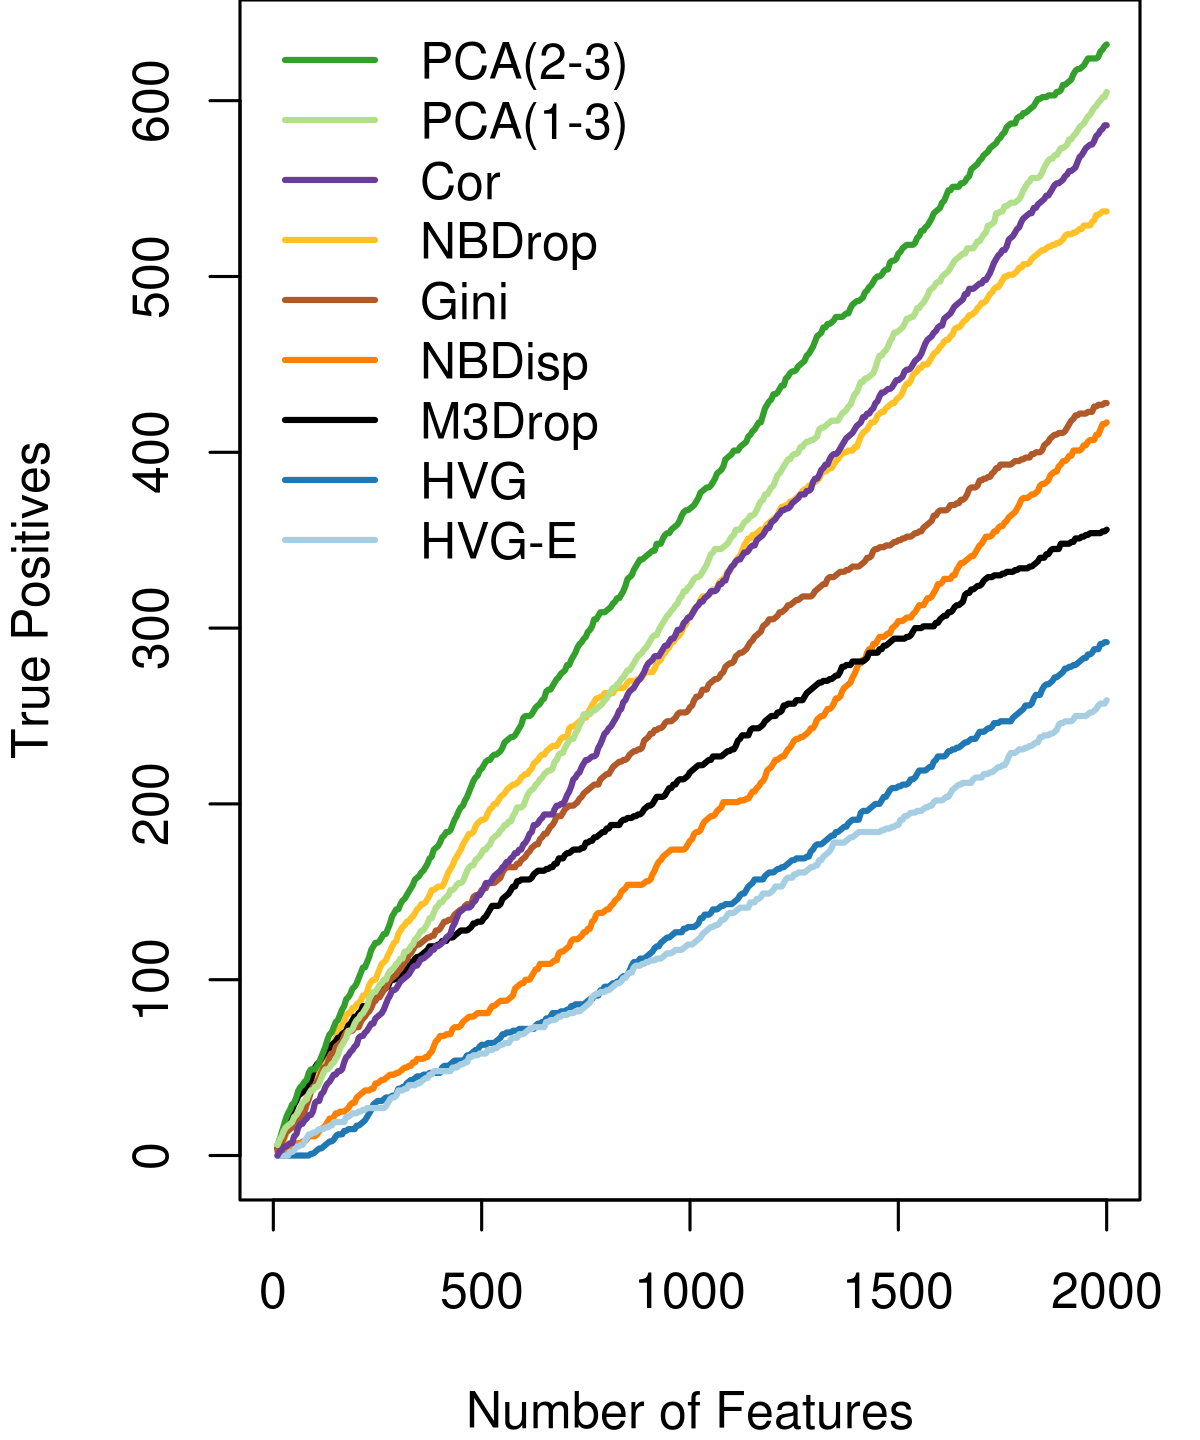 PCA(2-3)
PCA(1-3)
Cor
NBDrop
Gini
NBDisp
M3Drop
HVG
HVG-E
True Positives
600
500
400
300
200
100
0
0 500 1000 1500 2000
Number of Features